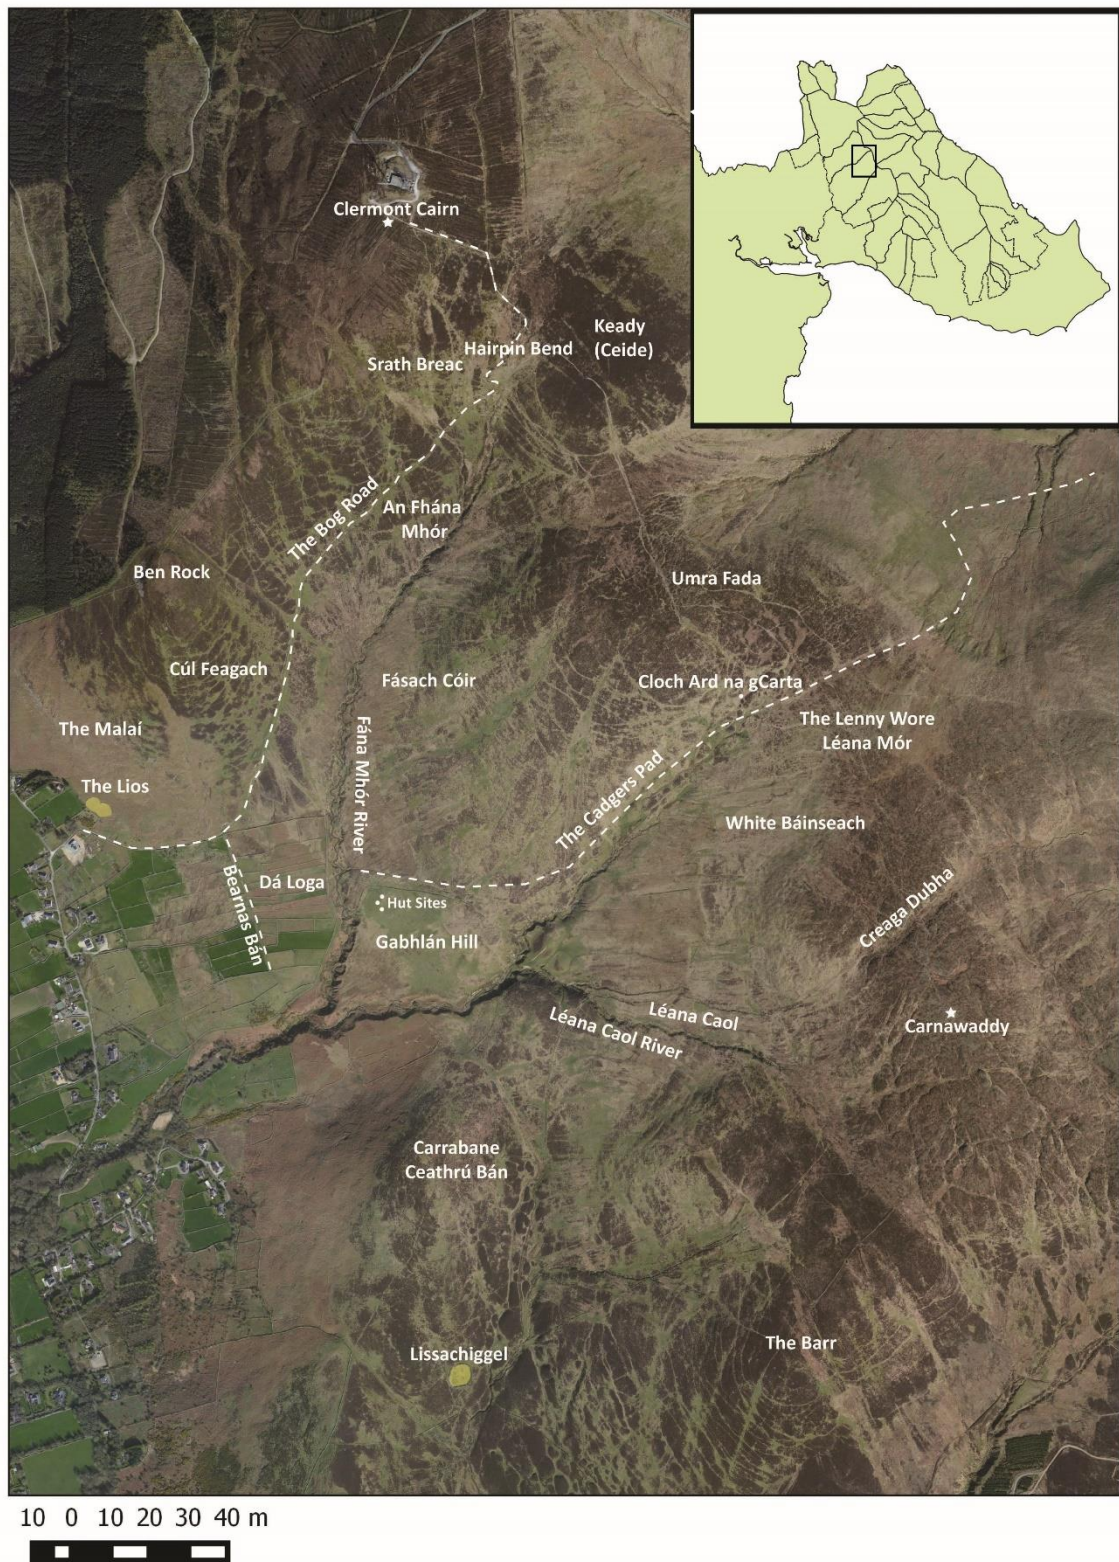 Clermont Cairn
Keady
(Ceide)
Hairpin Bend
Srath Breac
The Bog Road
An Fhána
Mhór
Ben Rock
Umra Fada
Cúl Feagach
Fásach Cóir
Cloch Ard na gCarta
The Malaí
Fána Mhór River
The Lenny Wore
Léana Mór
The Lios
The Cadgers Pad
White Báinseach
Bearnas Bán
Dá Loga
Hut Sites
Gabhlán Hill
Creaga Dubha
Léana Caol
Léana Caol River
Carnawaddy
Carrabane
Ceathrú Bán
The Barr
Lissachiggel
10 0 10 20 30 40 m